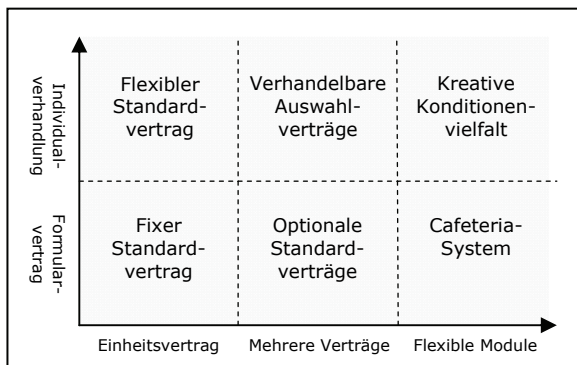 Individual-
verhandlung
Flexibler
Standard-
vertrag
Verhandelbare
Auswahl-
verträge
Kreative
Konditionen-
vielfalt
Formular-
vertrag
Fixer
Standard-
vertrag
Optionale
Standard-
verträge
Cafeteria-
System
Einheitsvertrag
Mehrere Verträge
Flexible Module